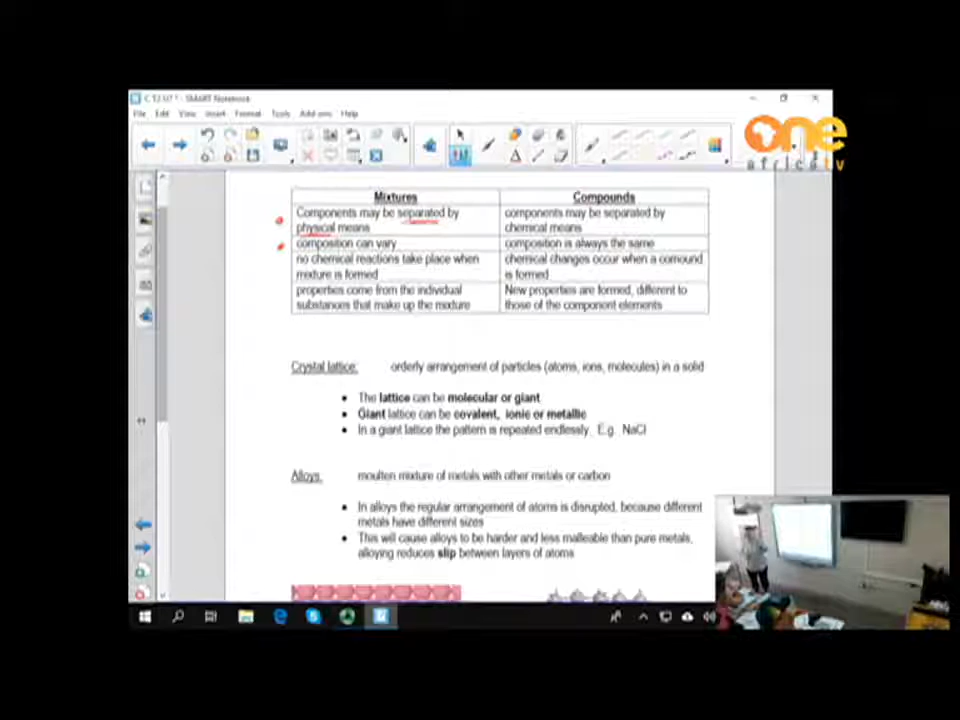 C 12.07 * - SMART Notebook
File Edit View Insert Format Tools Add-ons Help
one
africa tv
Mixtures Compounds
Components may be separated by components may be separated by
physical means chemical means
composition can vary composition is always the same
no chemical reactions take place when chemical changes occur when a comound
mixture is formed is formed
properties come from the individual New properties are formed, different to
substances that make up the mixture those of the component elements
Crystal lattice: orderly arrangement of particles (atoms, ions, molecules) in a solid
• The lattice can be molecular or giant
• Giant lattice can be covalent, ionic or metallic
• In a giant lattice the pattern is repeated endlessly. E.g. NaCl
Alloys moulten mixture of metals with other metals or carbon
• In alloys the regular arrangement of atoms is disrupted, because different
metals have different sizes
• This will cause alloys to be harder and less malleable than pure metals,
alloying reduces slip between layers of atoms